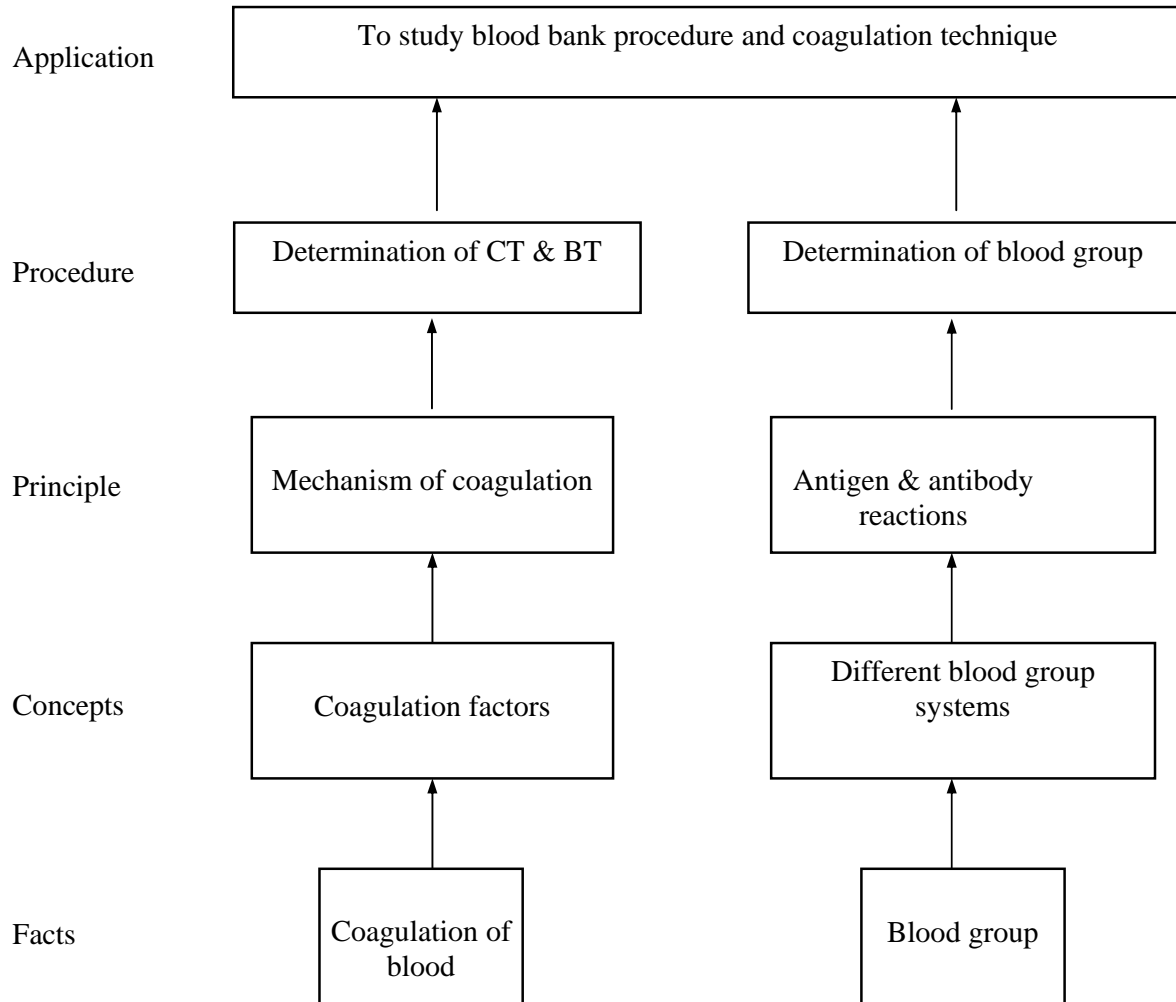 Application
To study blood bank procedure and coagulation technique
Procedure
Determination of CT & BT
Determination of blood group
Principle
Mechanism of coagulation
Antigen & antibody
reactions
Concepts
Coagulation factors
Different blood group
systems
Facts
Coagulation of
blood
Blood group